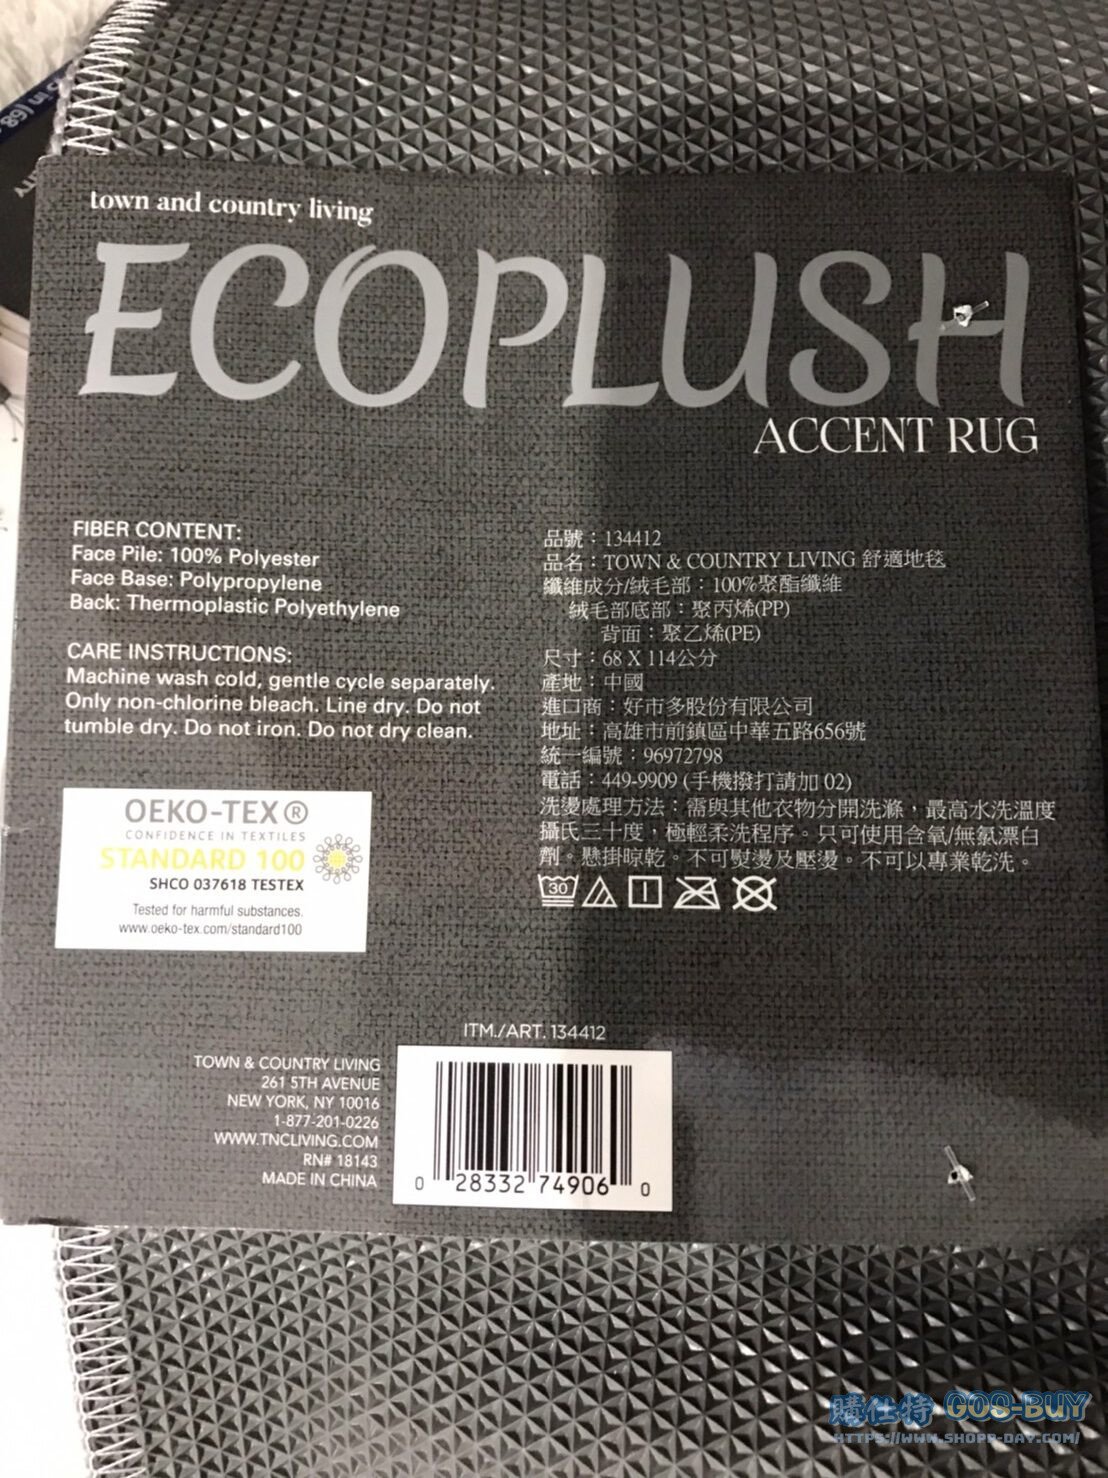 town and country living
ECOPLUSH
ACCENT RUG
FIBER CONTENT:
Face Pile: 100% Polyester
Face Base: Polypropylene
Back: Thermoplastic Polyethylene
CARE INSTRUCTIONS:
Machine wash cold, gentle cycle separately.
Only non-chlorine bleach. Line dry. Do not
tumble dry. Do not iron. Do not dry clean.
OEKO-TEX®
CONFIDENCE IN TEXTILES
STANDARD 100
SHCO 037618 TESTEX
Tested for harmful substances.
www.oeko-tex.com/standard100
品號：134412
品名：TOWN & COUNTRY LIVING 舒適地毯
纖維成分/絨毛部：100%聚酯纖維
絨毛部底部：聚丙烯(PP)
背面：聚乙烯(PE)
尺寸：68 X 114公分
產地：中國
進口商：好市多股份有限公司
地址：高雄市前鎮區中華五路656號
統一編號：96972798
電話：449-9909 (手機撥打請加 02)
洗燙處理方法：需與其他衣物分開洗滌，最高水洗溫度
攝氏三十度，極輕柔洗程序。只可使用含氧/無氯漂白
劑。懸掛晾乾。不可熨燙及壓燙。不可以專業乾洗。
30
ITM./ART. 134412
TOWN & COUNTRY LIVING
261 5TH AVENUE
NEW YORK, NY 10016
1-877-201-0226
WWW.TNCLIVING.COM
RN# 18143
MADE IN CHINA
0 28332 74906 0
購仕特 GOS-BUY
HTTPS://WWW.SHOPR-DAY.COM/